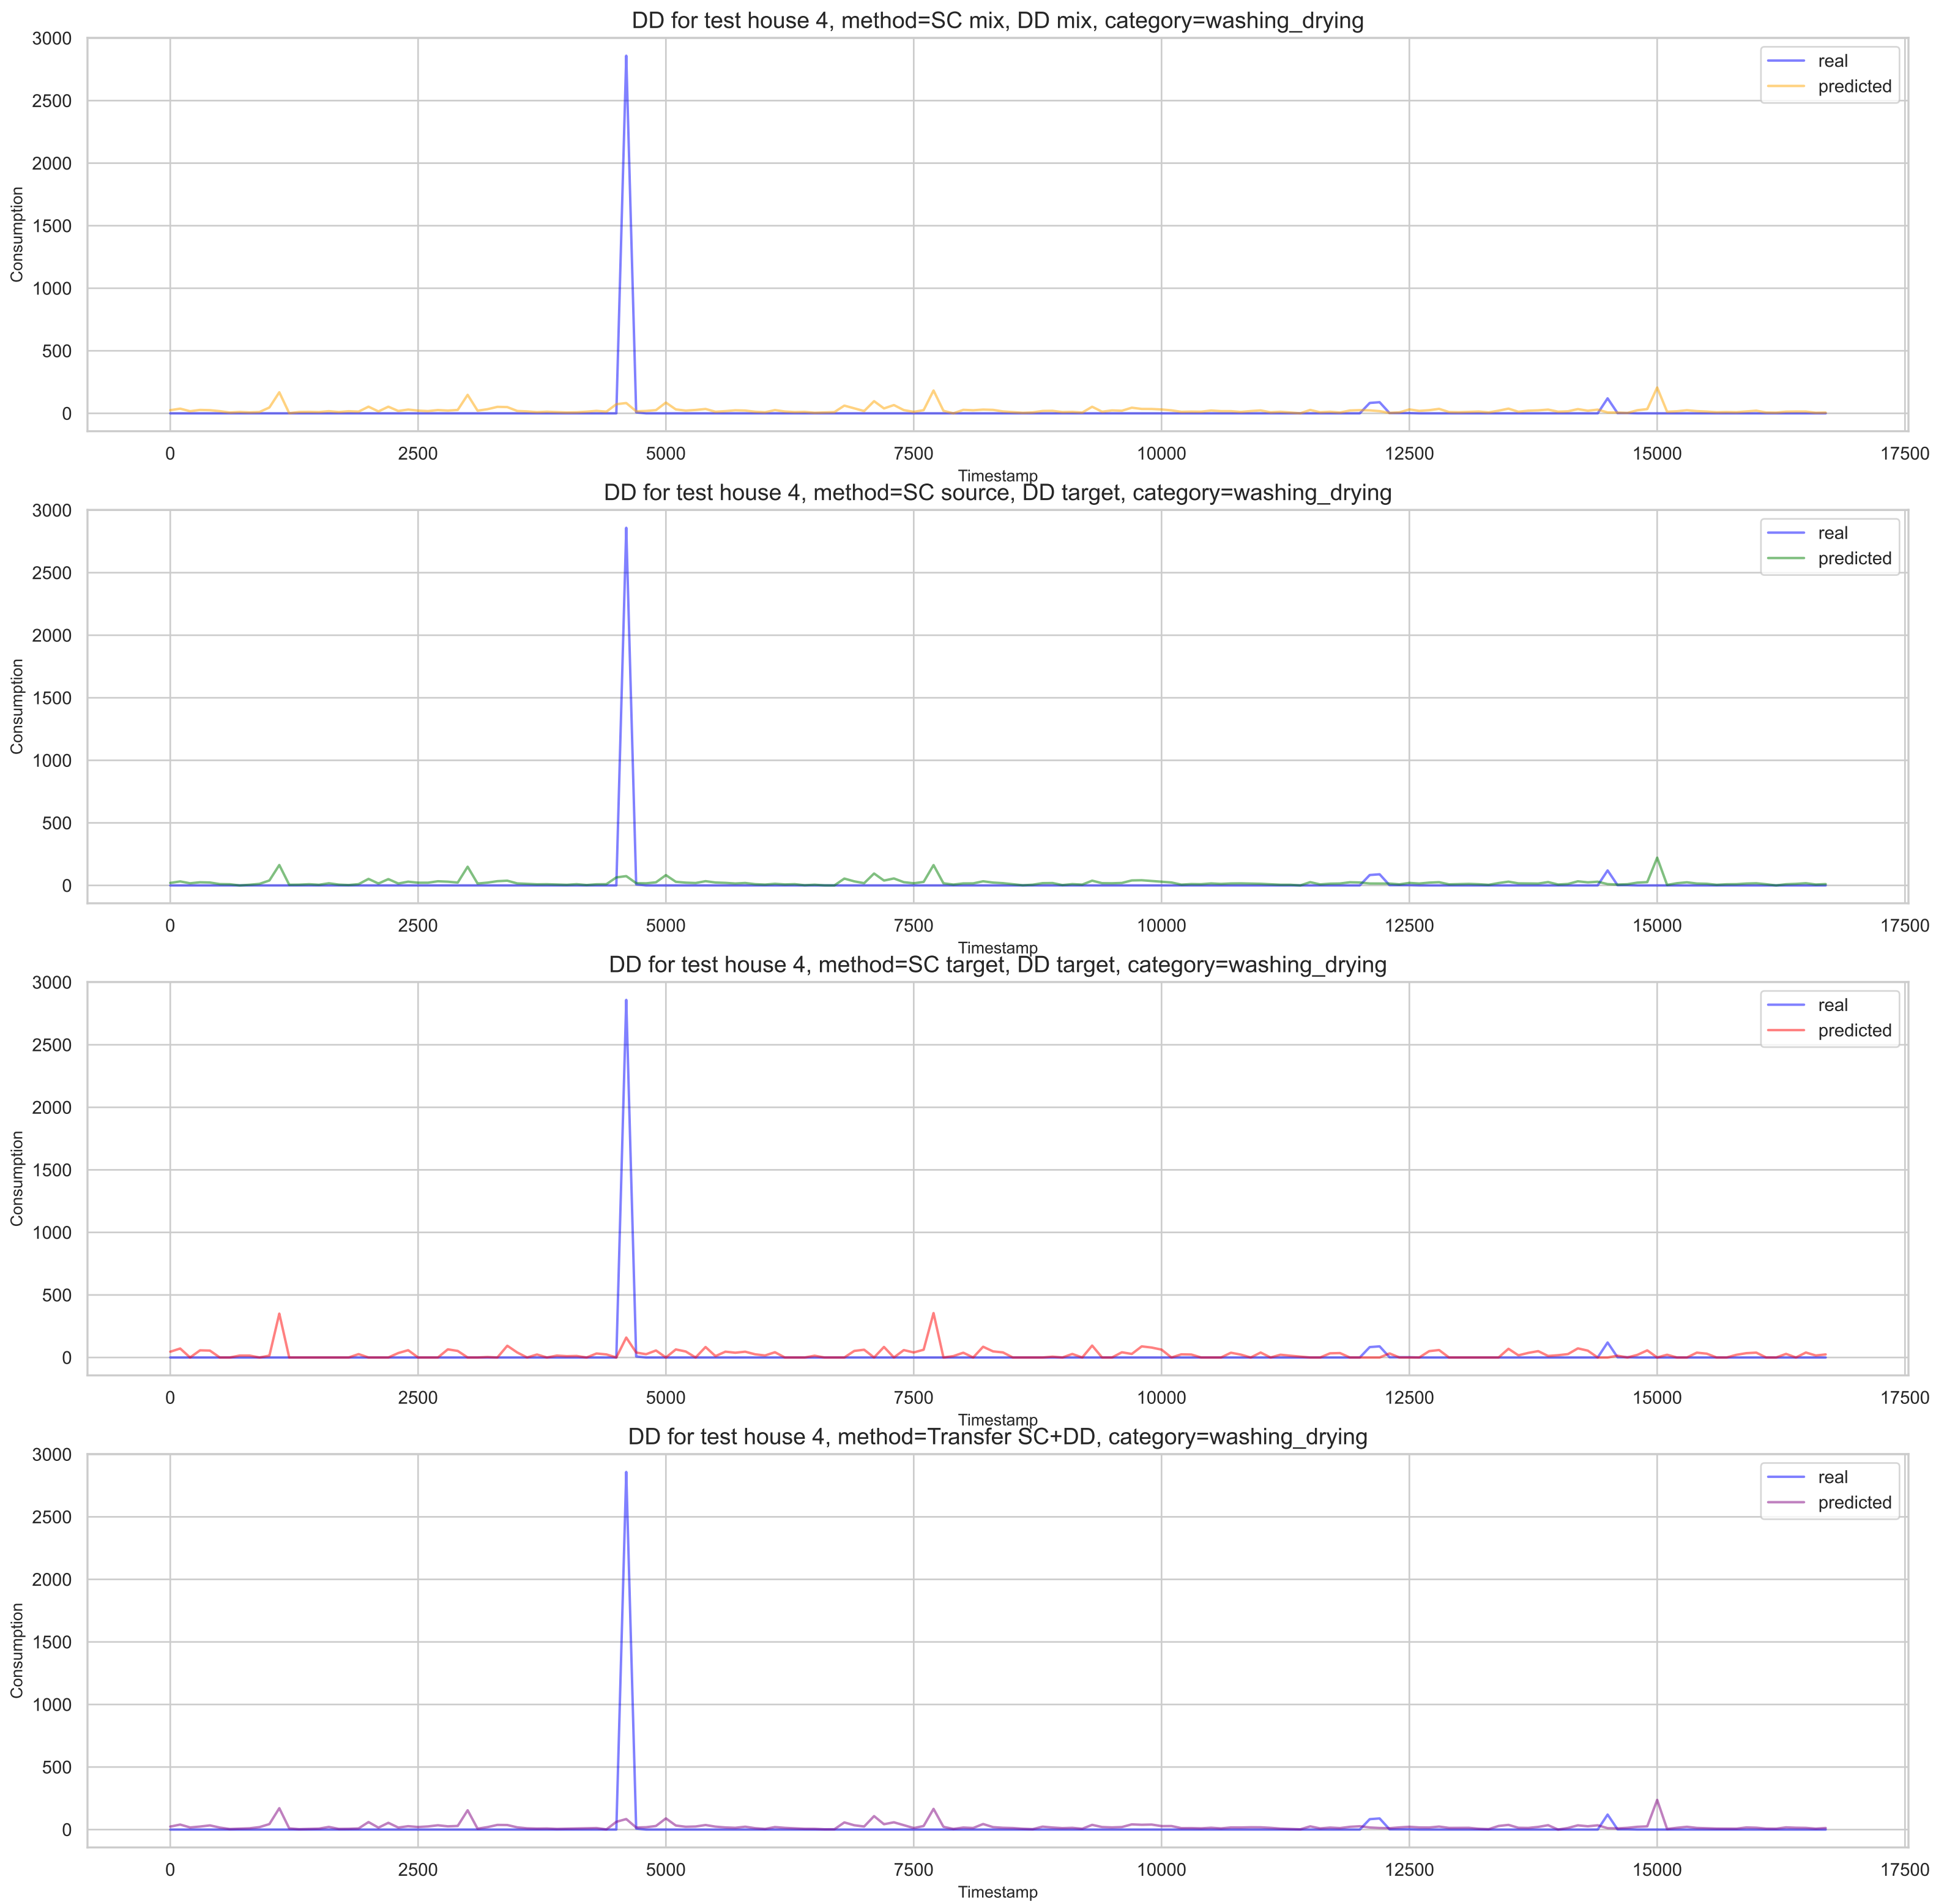 DD for test house 4, method=SC mix, DD mix, category=washing_drying
3000
2500
2000
1500
1000
500
0
Consumption
real
predicted
0 2500 5000 7500 10000 12500 15000 17500
Timestamp
DD for test house 4, method=SC source, DD target, category=washing_drying
3000
2500
2000
1500
1000
500
0
Consumption
real
predicted
0 2500 5000 7500 10000 12500 15000 17500
Timestamp
DD for test house 4, method=SC target, DD target, category=washing_drying
3000
2500
2000
1500
1000
500
0
Consumption
real
predicted
0 2500 5000 7500 10000 12500 15000 17500
Timestamp
DD for test house 4, method=Transfer SC+DD, category=washing_drying
3000
2500
2000
1500
1000
500
0
Consumption
real
predicted
0 2500 5000 7500 10000 12500 15000 17500
Timestamp